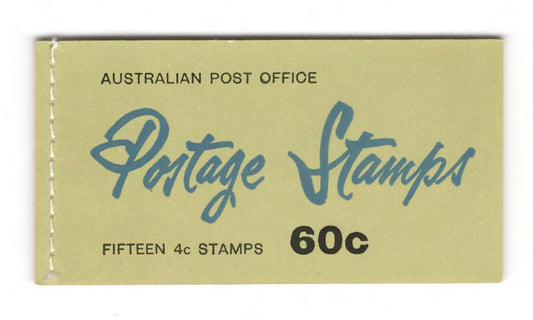 AUSTRALIAN POST OFFICE
Postage Stamps
FIFTEEN 4c STAMPS 60c